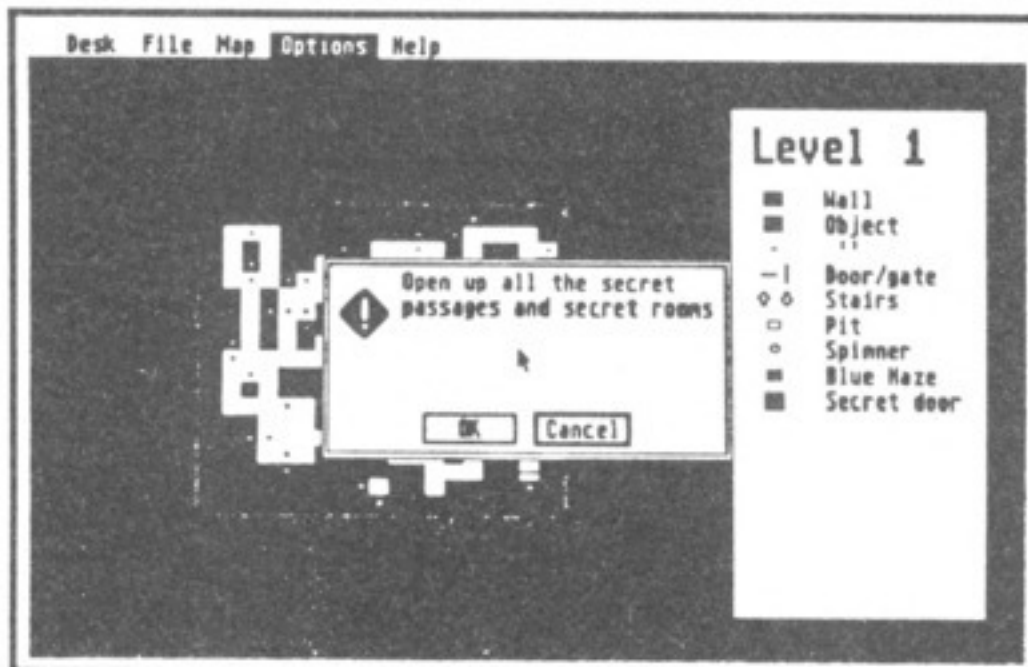 Desk File Map Options Help
Level 1
Wall
Object
''
Door/gate
Stairs
Pit
Spinner
Blue Haze
Secret door
Open up all the secret
passages and secret rooms
OK
Cancel